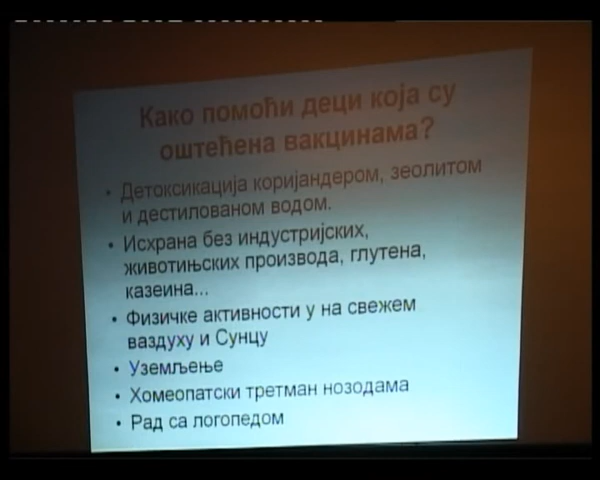 Како помоћи деци која су
оштећена вакцинама?
• Детоксикација коријандером, зеолитом
и дестилованом водом.
• Исхрана без индустријских,
животињских производа, глутена,
казеина...
• Физичке активности у на свежем
ваздуху и Сунцу
• Уземљење
• Хомеопатски третман нозодама
• Рад са логопедом